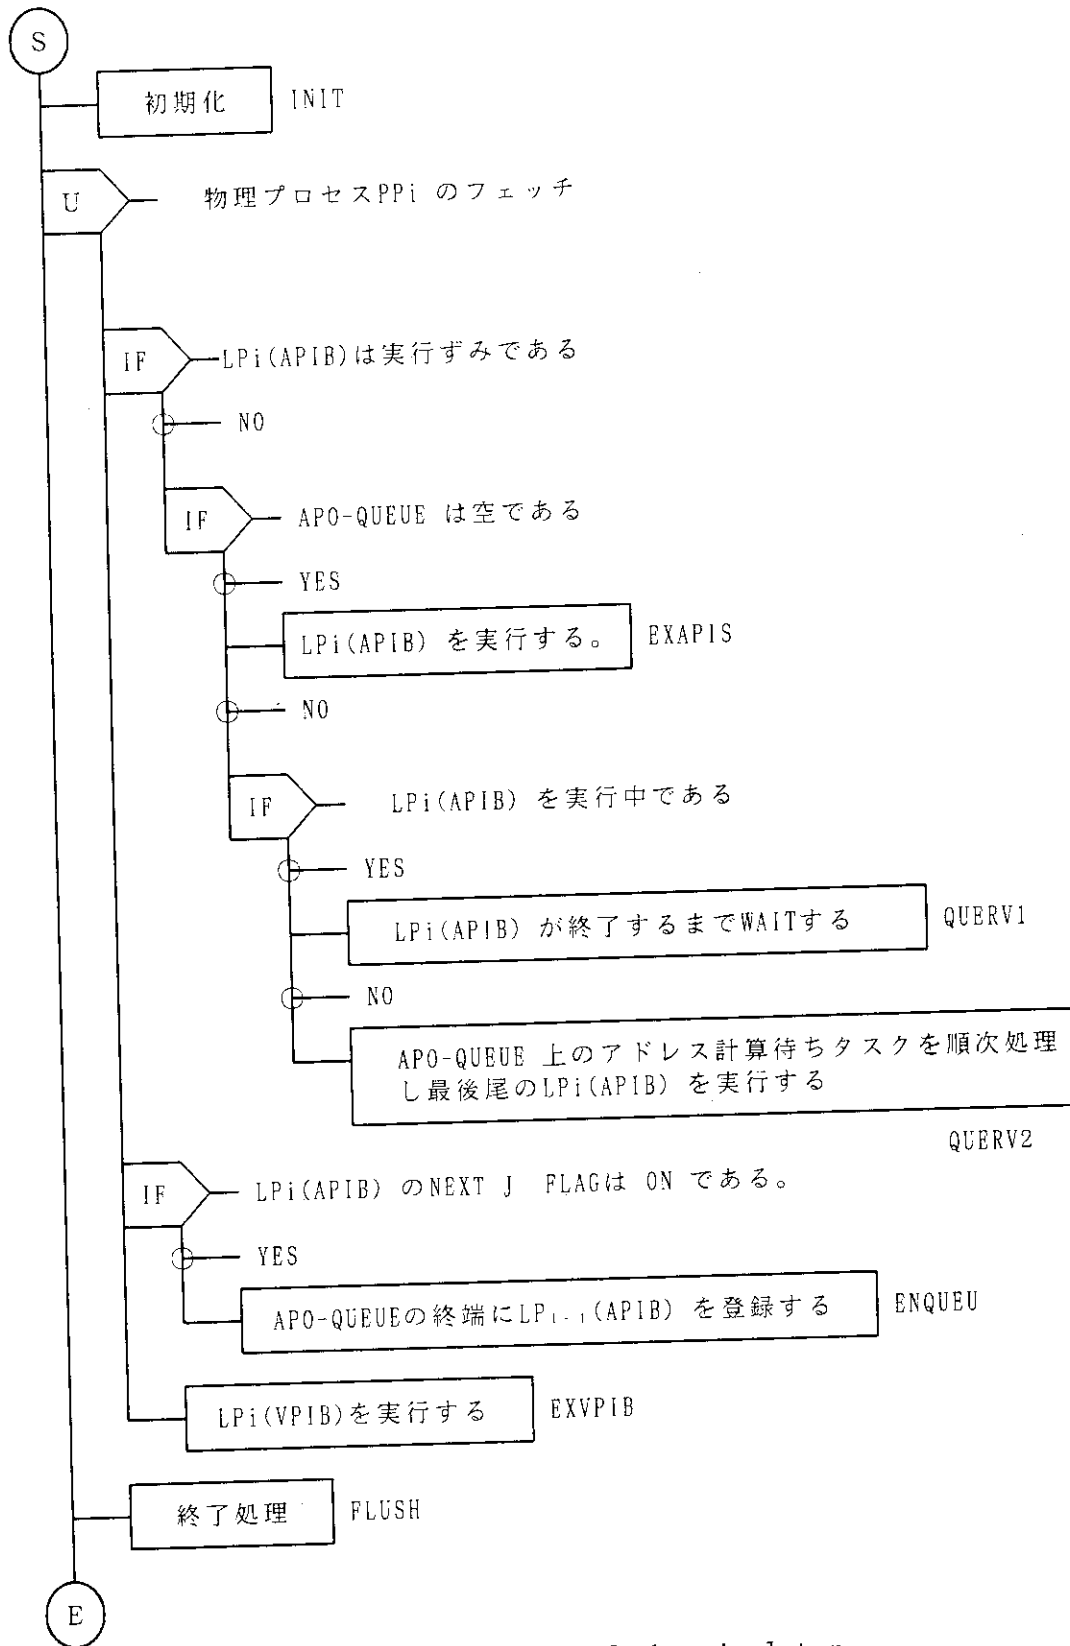 S
初期化 INIT
U 物理プロセスPPi のフェッチ
IF LPi(APIB)は実行ずみである
NO
IF APO-QUEUE は空である
YES
LPi(APIB) を実行する。 EXAPIS
NO
IF LPi(APIB) を実行中である
YES
LPi(APIB) が終了するまでWAITする QUERV1
NO
APO-QUEUE 上のアドレス計算待ちタスクを順次処理
し最後尾のLPi(APIB) を実行する
QUERV2
IF LPi(APIB) のNEXT J FLAGは ON である。
YES
APO-QUEUEの終端に(APIB) を登録する ENQUEU
LPi(VPIB)を実行する EXVPIB
終了処理 FLUSH
E